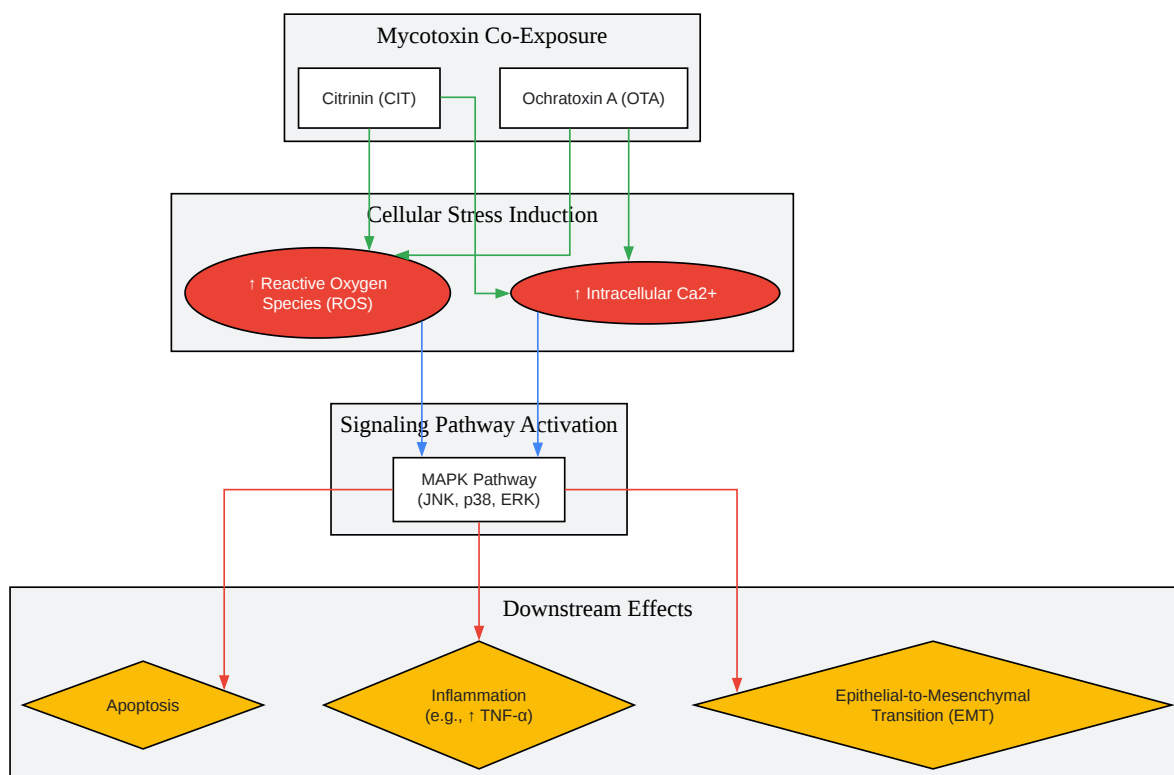 Mycotoxin Co-Exposure
Citrinin (CIT)
Ochratoxin A (OTA)
Cellular Stress Induction
↑ Reactive Oxygen
Species (ROS)
↑ Intracellular Ca2+
Signaling Pathway Activation
MAPK Pathway
(JNK, p38, ERK)
Downstream Effects
Apoptosis
Inflammation
(e.g., ↑ TNF-α)
Epithelial-to-Mesenchymal
Transition (EMT)